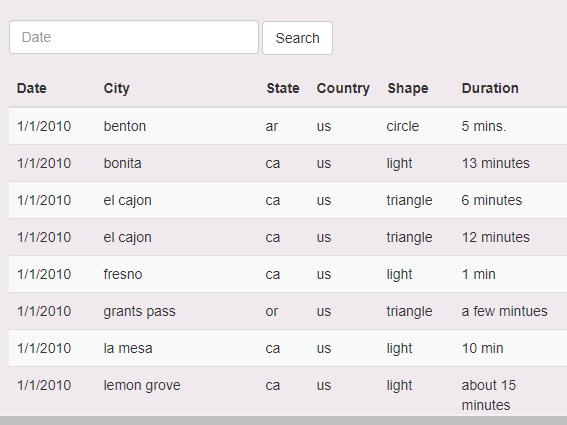 Date Search
Date City State Country Shape Duration
1/1/2010 benton ar us circle 5 mins.
1/1/2010 bonita ca us light 13 minutes
1/1/2010 el cajon ca us triangle 6 minutes
1/1/2010 el cajon ca us triangle 12 minutes
1/1/2010 fresno ca us light 1 min
1/1/2010 grants pass or us triangle a few mintues
1/1/2010 la mesa ca us light 10 min
1/1/2010 lemon grove ca us light about 15
minutes